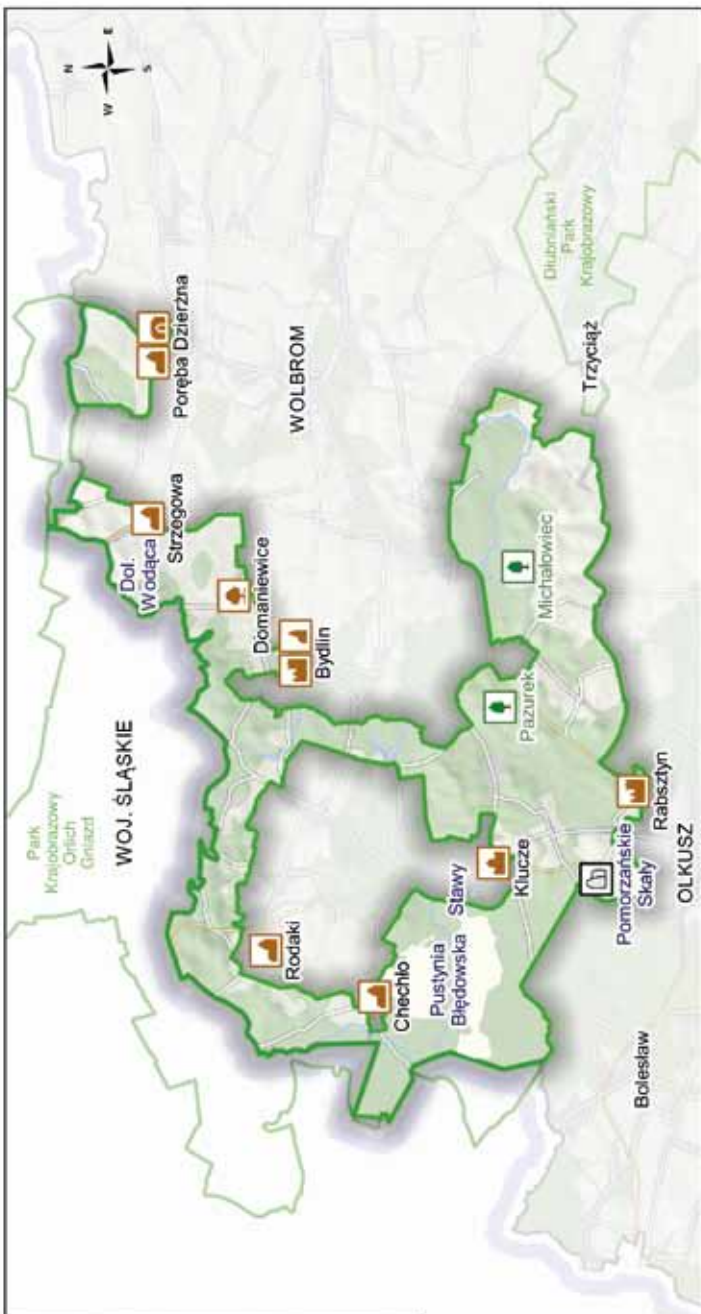 Park
Krajobrazowy
Orlich
Gniazd
WOJ. ŚLĄSKIE
N
W
E
S
Poręba Dzierżna
Dol.
Wodąca
Strzegowa
Domaniewice
Bydlin
WOLBROM
Rodaki
Chechło
Pustynia
Błędowska
Stawy
Klucze
Pazurek
Michałowiec
Dłubniański
Park
Krajobrazowy
Trzyciąż
Pomorzańskie
Skały
Rabsztyn
OLKUSZ
Bolesław